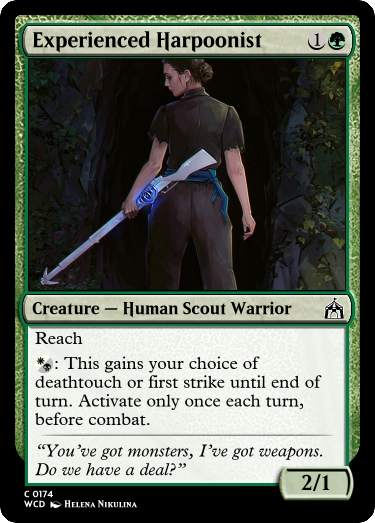 Experienced Harpoonist 1
Creature — Human Scout Warrior
Reach
: This gains your choice of
deathtouch or first strike until end of
turn. Activate only once each turn,
before combat.
“You’ve got monsters, I’ve got weapons.
Do we have a deal?”
2/1
C 0174
WCD Helena Nikulina